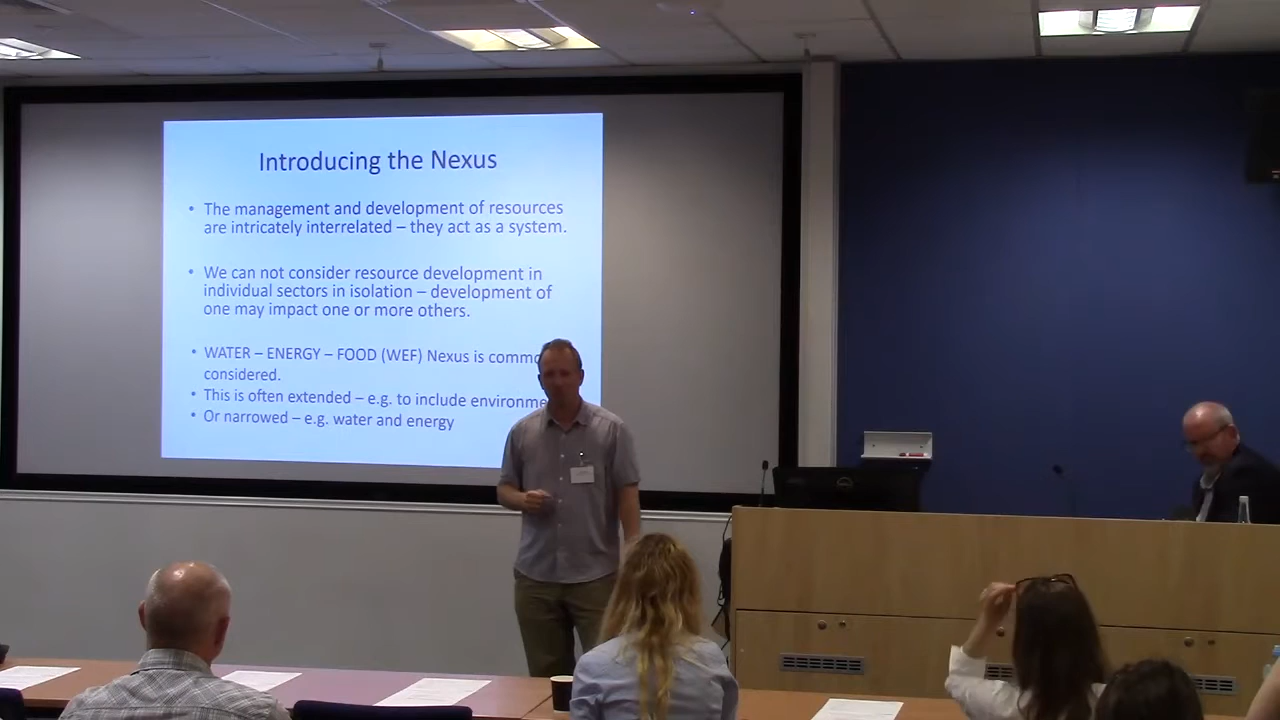 Introducing the Nexus
• The management and development of resources
are intricately interrelated – they act as a system.
• We can not consider resource development in
individual sectors in isolation – development of
one may impact one or more others.
• WATER – ENERGY – FOOD (WEF) Nexus is commo
considered.
• This is often extended – e.g. to include environme
• Or narrowed – e.g. water and energy